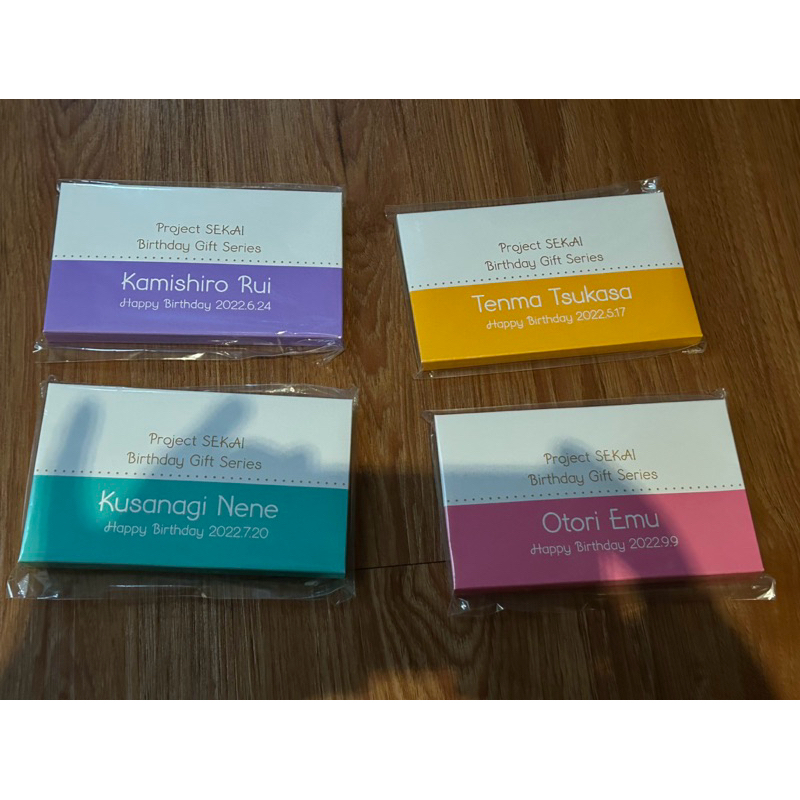 Project SEKAI
Birthday Gift Series
Kamishiro Rui
Happy Birthday 2022.6.24
Project SEKAI
Birthday Gift Series
Tenma Tsukasa
Happy Birthday 2022.5.17
Project SEKAI
Birthday Gift Series
Kusanagi Nene
Happy Birthday 2022.7.20
Project SEKAI
Birthday Gift Series
Otori Emu
Happy Birthday 2022.9.9